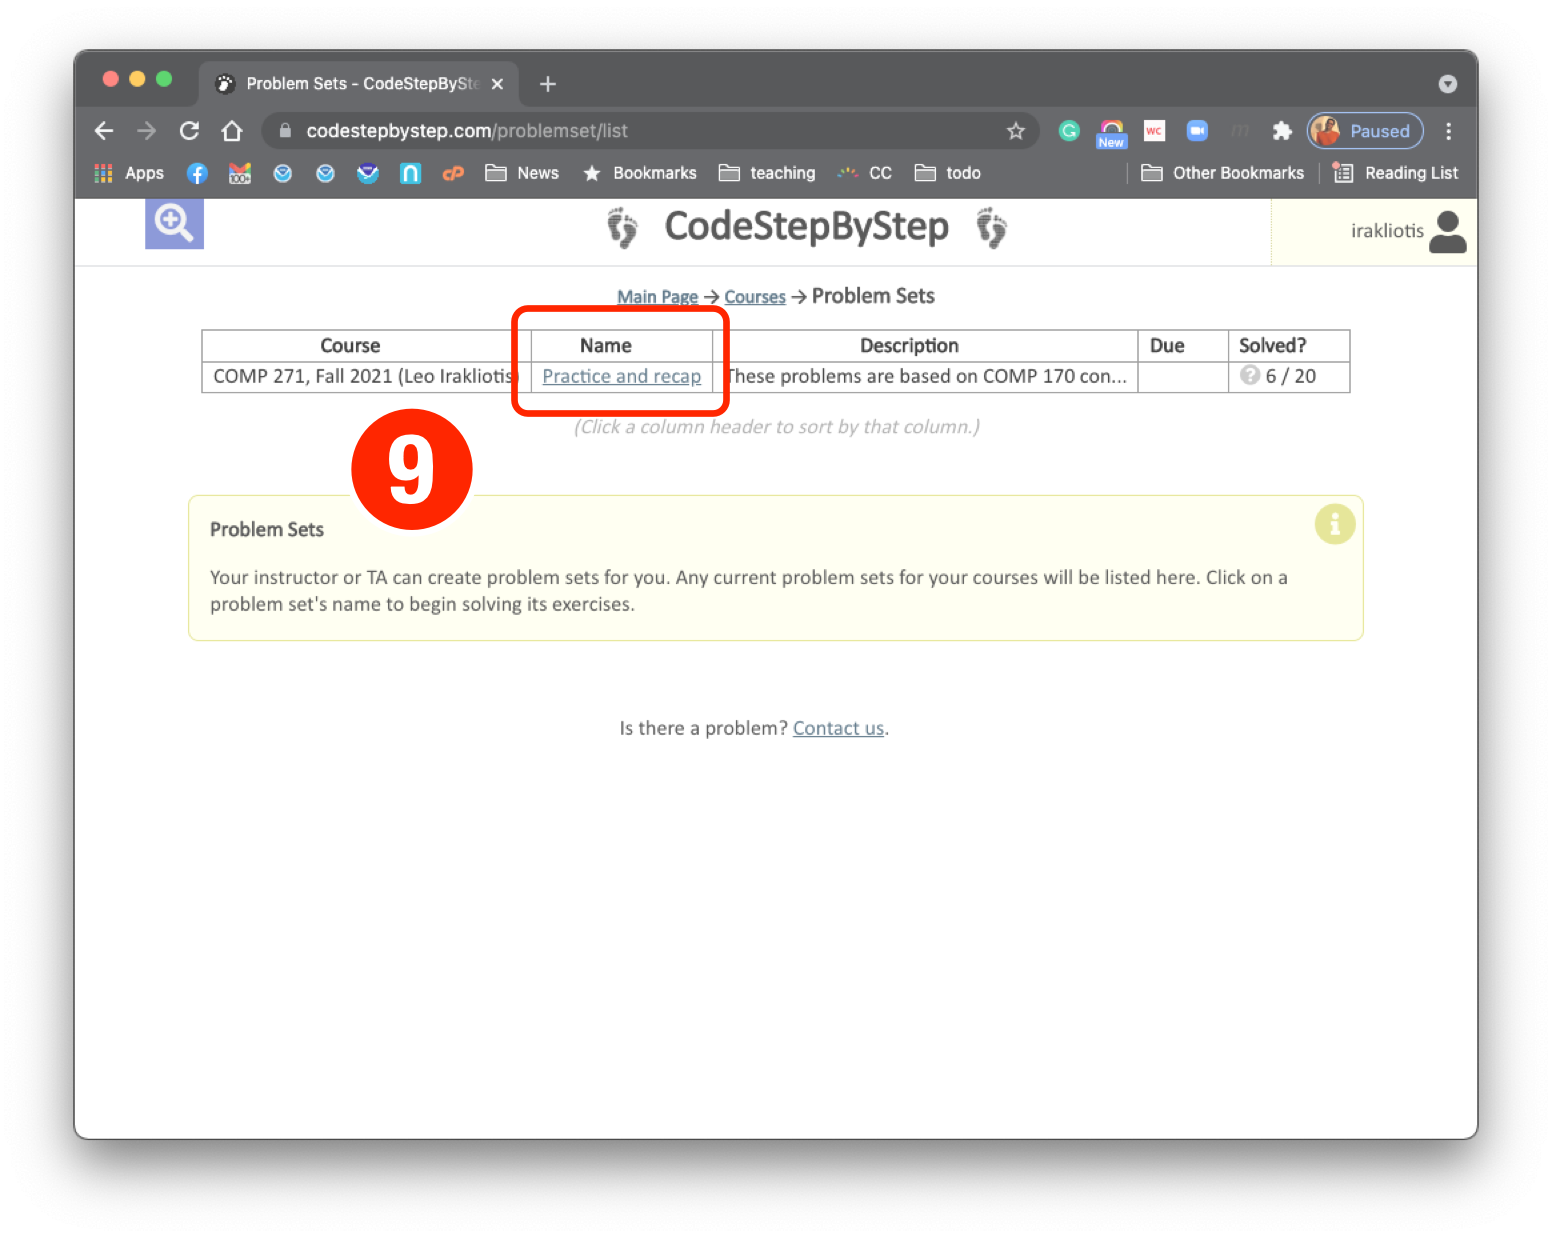 Problem Sets - CodeStepBySte
codestepbystep.com/problemset/list
WC
New
Paused
Apps
100+
News
Bookmarks
teaching
CC
todo
Other Bookmarks
Reading List
CodeStepByStep
irakliotis
Main Page → Courses → Problem Sets
Course Name Description Due Solved?
COMP 271, Fall 2021 (Leo Irakliotis) Practice and recap These problems are based on COMP 170 con... 6 / 20
(Click a column header to sort by that column.)
9
Problem Sets
Your instructor or TA can create problem sets for you. Any current problem sets for your courses will be listed here. Click on a
problem set's name to begin solving its exercises.
Is there a problem? Contact us.